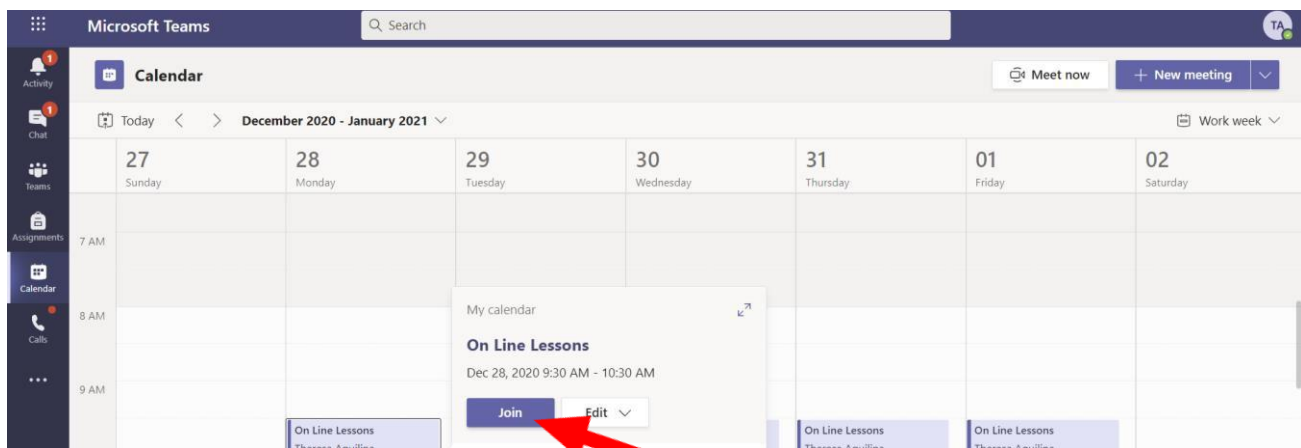 Microsoft Teams
Search
TA
1
Activity
Calendar
Meet now
+ New meeting
1
Chat
Today < > December 2020 - January 2021
Work week
27
Sunday
28
Monday
29
Tuesday
30
Wednesday
31
Thursday
01
Friday
02
Saturday
Teams
Assignments
Calendar
Calls
7 AM
8 AM
9 AM
My calendar
On Line Lessons
Dec 28, 2020 9:30 AM - 10:30 AM
Join
Edit
On Line Lessons
On Line Lessons
On Line Lessons